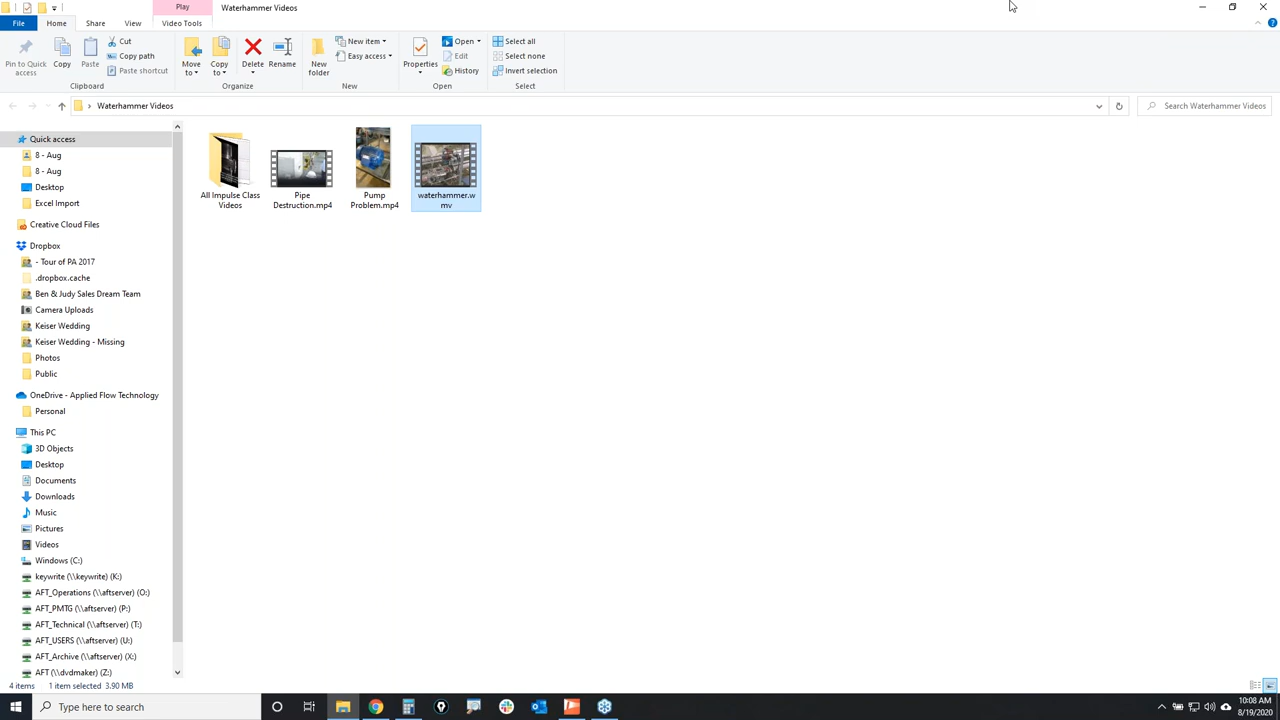 Play
Waterhammer Videos
File
Home
Share
View
Video Tools
Pin to Quick access
Copy
Paste
Cut
Copy path
Paste shortcut
Clipboard
Move to
Copy to
Delete
Rename
Organize
New folder
New item
Easy access
New
Properties
Open
Edit
History
Open
Select all
Select none
Invert selection
Select
Waterhammer Videos
Search Waterhammer Videos
Quick access
8 - Aug
8 - Aug
Desktop
Excel Import
Creative Cloud Files
Dropbox
- Tour of PA 2017
.dropbox.cache
Ben & Judy Sales Dream Team
Camera Uploads
Keiser Wedding
Keiser Wedding - Missing
Photos
Public
OneDrive - Applied Flow Technology
Personal
This PC
3D Objects
Desktop
Documents
Downloads
Music
Pictures
Videos
Windows (C:)
keywrite (\\keywrite) (K:)
AFT_Operations (\\aftserver) (O:)
AFT_PMTG (\\aftserver) (P:)
AFT_Technical (\\aftserver) (T:)
AFT_USERS (\\aftserver) (U:)
AFT_Archive (\\aftserver) (X:)
AFT (\\dvdmaker) (Z:)
All Impulse Class
Videos
Pipe
Destruction.mp4
Pump
Problem.mp4
waterhammer.w
mv
4 items
1 item selected 3.90 MB
Type here to search
10:08 AM
8/19/2020